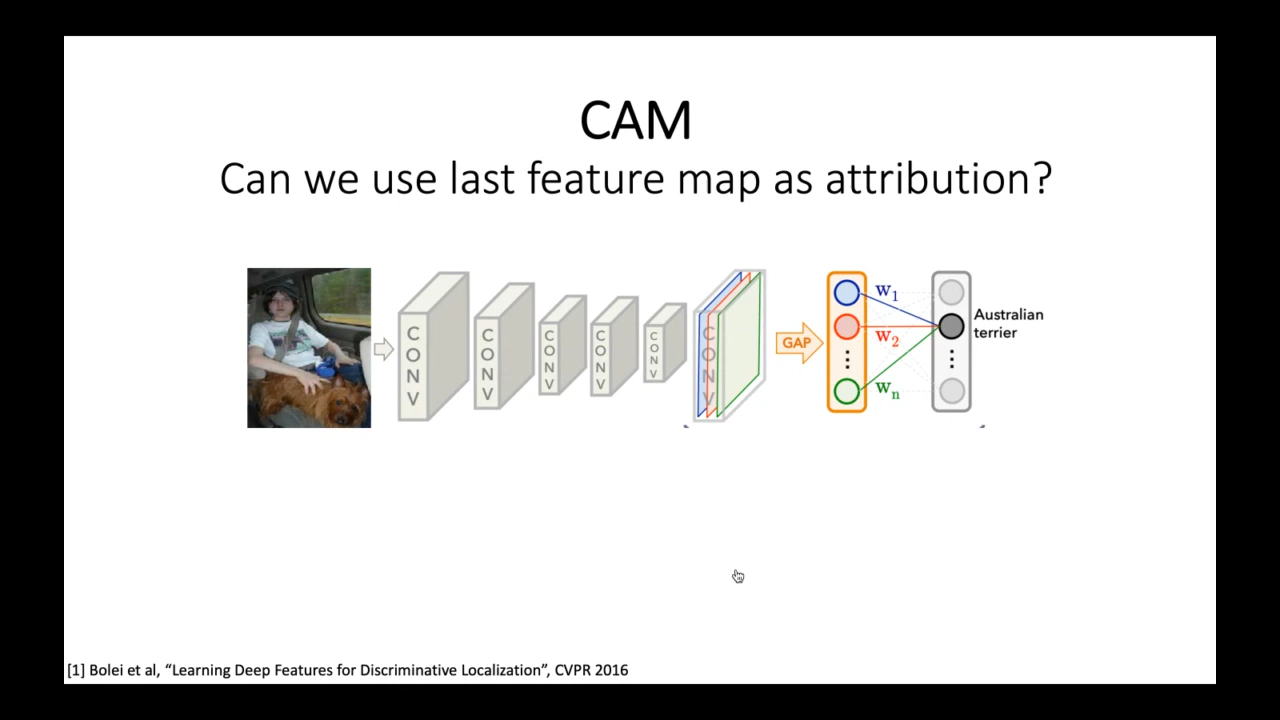 CAM
Can we use last feature map as attribution?
CONV
CONV
CONV
CONV
CONV
CONV
GAP
w1
w2
wn
Australian
terrier
[1] Bolei et al, “Learning Deep Features for Discriminative Localization”, CVPR 2016